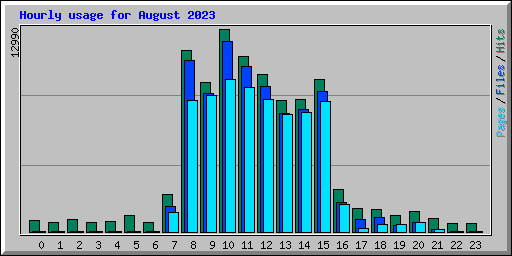 Hourly usage for August 2023
12990
Pages / Files / Hits
0 1 2 3 4 5 6 7 8 9 10 11 12 13 14 15 16 17 18 19 20 21 22 23